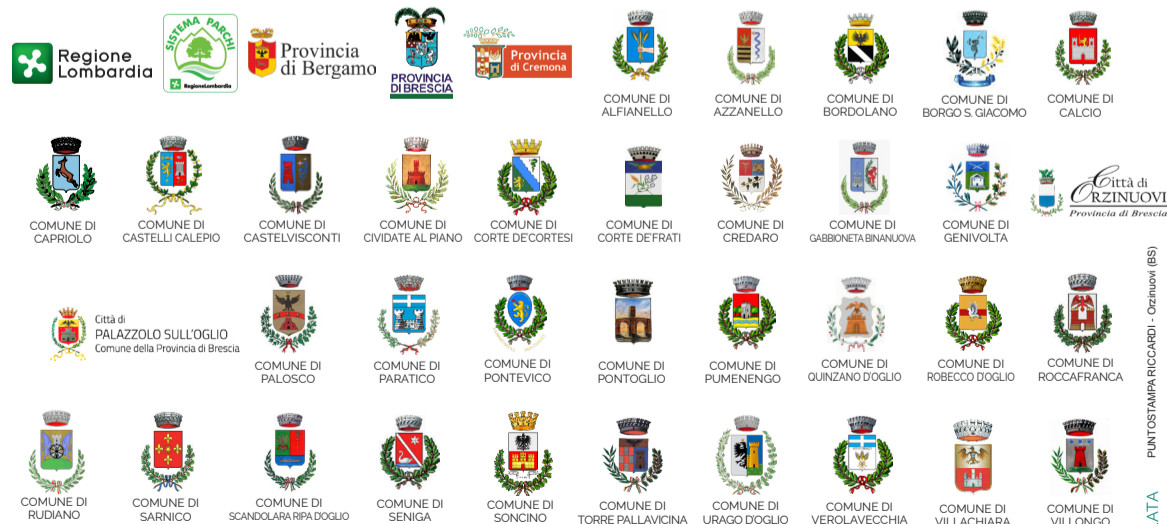 Regione
Lombardia
SISTEMA PARCHI
RegioneLombardia
Provincia
di Bergamo
PROVINCIA
DI BRESCIA
Provincia
di Cremona
COMUNE DI
ALFIANELLO
COMUNE DI
AZZANELLO
COMUNE DI
BORDOLANO
COMUNE DI
BORGO S. GIACOMO
COMUNE DI
CALCIO
COMUNE DI
CAPRIOLO
COMUNE DI
CASTELLI CALEPIO
COMUNE DI
CASTELVISCONTI
COMUNE DI
CIVIDATE AL PIANO
COMUNE DI
CORTE DE'CORTESI
COMUNE DI
CORTE DE'FRATI
COMUNE DI
CREDARO
COMUNE DI
GABBIONETA BINANUOVA
COMUNE DI
GENIVOLTA
Città di
ORZINUOVI
Provincia di Brescia
Città di
PALAZZOLO SULL'OGLIO
Comune della Provincia di Brescia
COMUNE DI
PALOSCO
COMUNE DI
PARATICO
COMUNE DI
PONTEVICO
COMUNE DI
PONTOGLIO
COMUNE DI
PUMENENGO
COMUNE DI
QUINZANO D'OGLIO
COMUNE DI
ROBECCO D'OGLIO
COMUNE DI
ROCCAFRANCA
COMUNE DI
RUDIANO
COMUNE DI
SARNICO
COMUNE DI
SCANDOLARA RIPA D'OGLIO
COMUNE DI
SENIGA
COMUNE DI
SONCINO
COMUNE DI
TORRE PALLAVICINA
COMUNE DI
URAGO D'OGLIO
COMUNE DI
VEROLAVECCHIA
COMUNE DI
VILLACHIARA
COMUNE DI
VILLONGO
PUNTOSTAMPA RICCARDI - Orzinuovi (BS)
ATA